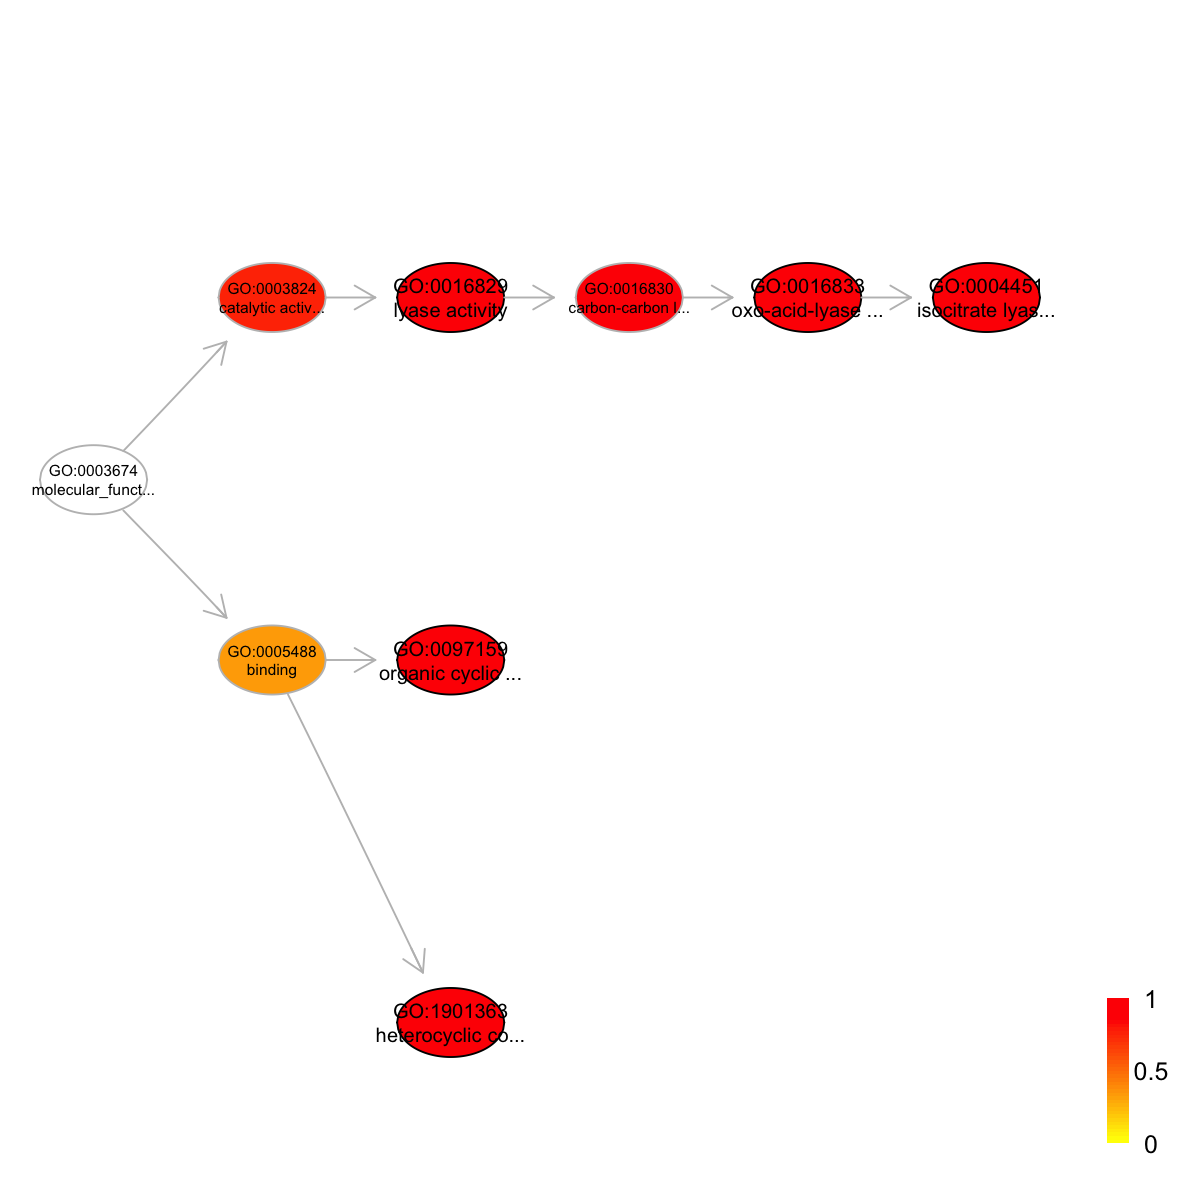 GO:0003824
catalytic activ...
GO:0016829
lyase activity
GO:0016830
carbon-carbon l...
GO:0016833
oxo-acid-lyase ...
GO:0004451
isocitrate lyas...
GO:0003674
molecular_funct...
GO:0005488
binding
GO:0097159
organic cyclic ...
GO:1901363
heterocyclic co...
1
0.5
0